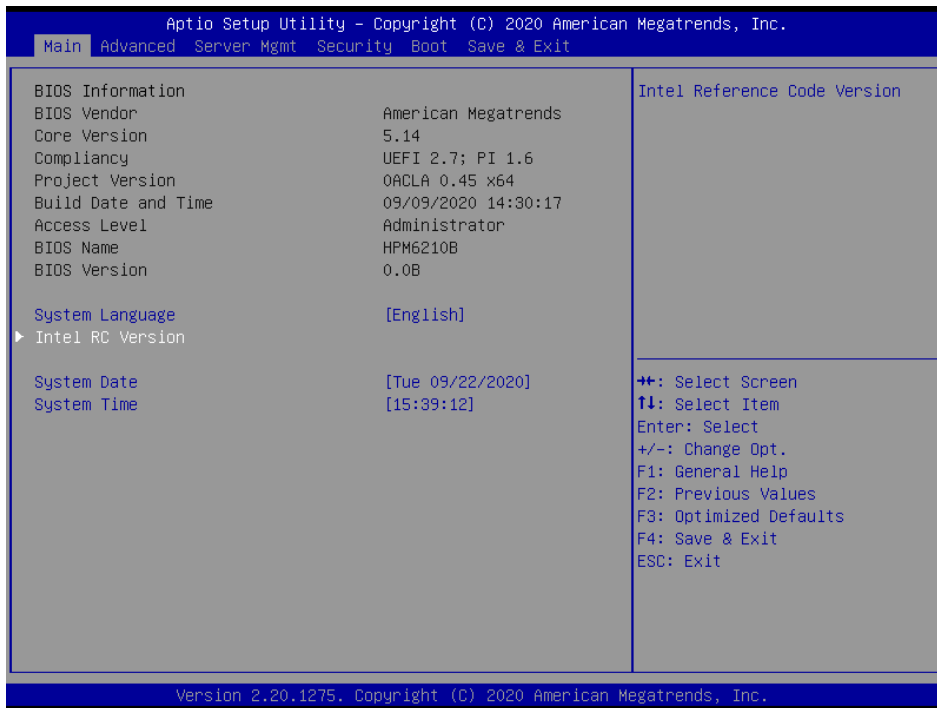 Aptio Setup Utility – Copyright (C) 2020 American Megatrends, Inc.
Main Advanced Server Mgmt Security Boot Save & Exit
BIOS Information
BIOS Vendor American Megatrends
Core Version 5.14
Compliancy UEFI 2.7; PI 1.6
Project Version 0ACLA 0.45 x64
Build Date and Time 09/09/2020 14:30:17
Access Level Administrator
BIOS Name HPM6210B
BIOS Version 0.0B
System Language [English]
▶ Intel RC Version
System Date [Tue 09/22/2020]
System Time [15:39:12]
Intel Reference Code Version
→←: Select Screen
↑↓: Select Item
Enter: Select
+/-: Change Opt.
F1: General Help
F2: Previous Values
F3: Optimized Defaults
F4: Save & Exit
ESC: Exit
Version 2.20.1275. Copyright (C) 2020 American Megatrends, Inc.